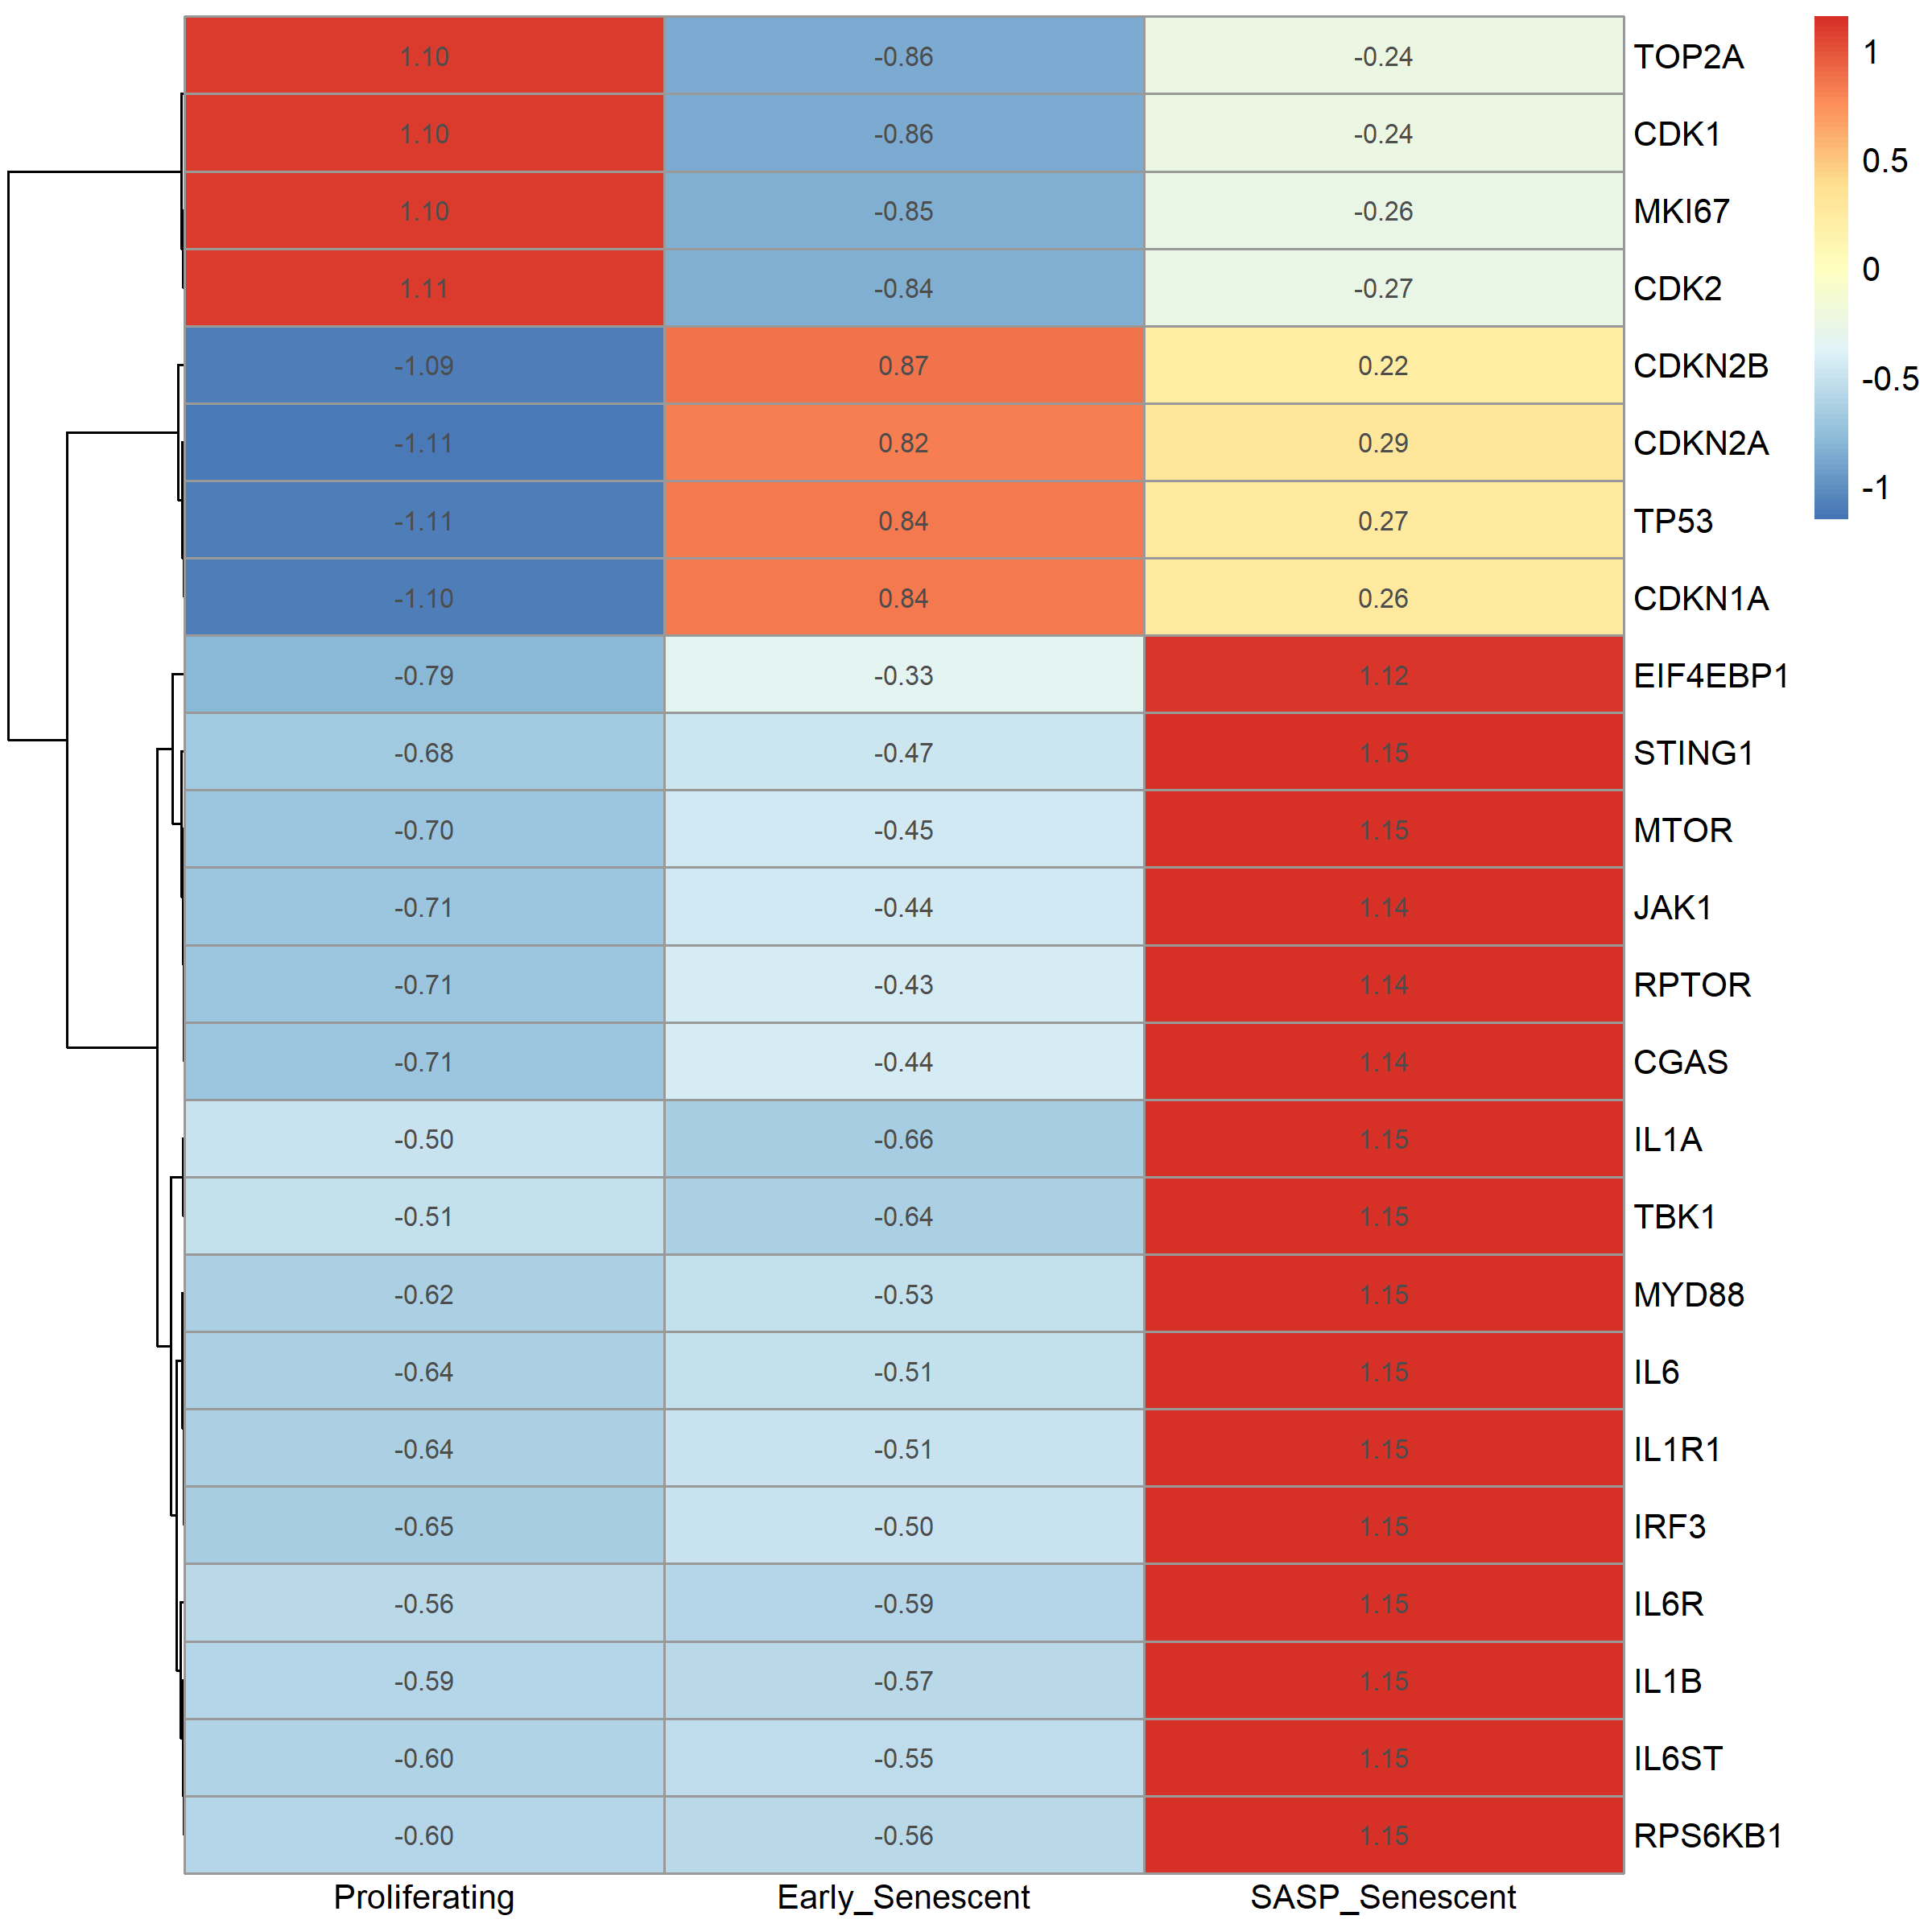 1.10 -0.86 -0.24 TOP2A
1.10 -0.86 -0.24 CDK1
1.10 -0.85 -0.26 MKI67
1.11 -0.84 -0.27 CDK2
-1.09 0.87 0.22 CDKN2B
-1.11 0.82 0.29 CDKN2A
-1.11 0.84 0.27 TP53
-1.10 0.84 0.26 CDKN1A
-0.79 -0.33 1.12 EIF4EBP1
-0.68 -0.47 1.15 STING1
-0.70 -0.45 1.15 MTOR
-0.71 -0.44 1.14 JAK1
-0.71 -0.43 1.14 RPTOR
-0.71 -0.44 1.14 CGAS
-0.50 -0.66 1.15 IL1A
-0.51 -0.64 1.15 TBK1
-0.62 -0.53 1.15 MYD88
-0.64 -0.51 1.15 IL6
-0.64 -0.51 1.15 IL1R1
-0.65 -0.50 1.15 IRF3
-0.56 -0.59 1.15 IL6R
-0.59 -0.57 1.15 IL1B
-0.60 -0.55 1.15 IL6ST
-0.60 -0.56 1.15 RPS6KB1
Proliferating Early_Senescent SASP_Senescent
1
0.5
0
-0.5
-1